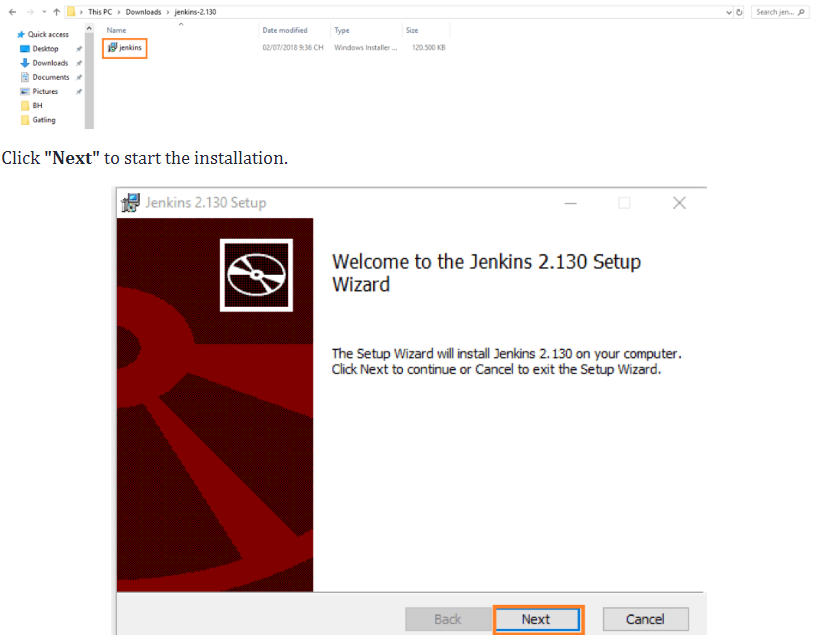 This PC > Downloads > jenkins-2.130
Search jen...
Name Date modified Type Size
Quick access
jenkins 02/07/2018 9:36 CH Windows Installer ... 120.500 KB
Desktop
Downloads
Documents
Pictures
BH
Gatling
Click "Next" to start the installation.
Jenkins 2.130 Setup
Welcome to the Jenkins 2.130 Setup
Wizard
The Setup Wizard will install Jenkins 2.130 on your computer.
Click Next to continue or Cancel to exit the Setup Wizard.
Back Next Cancel